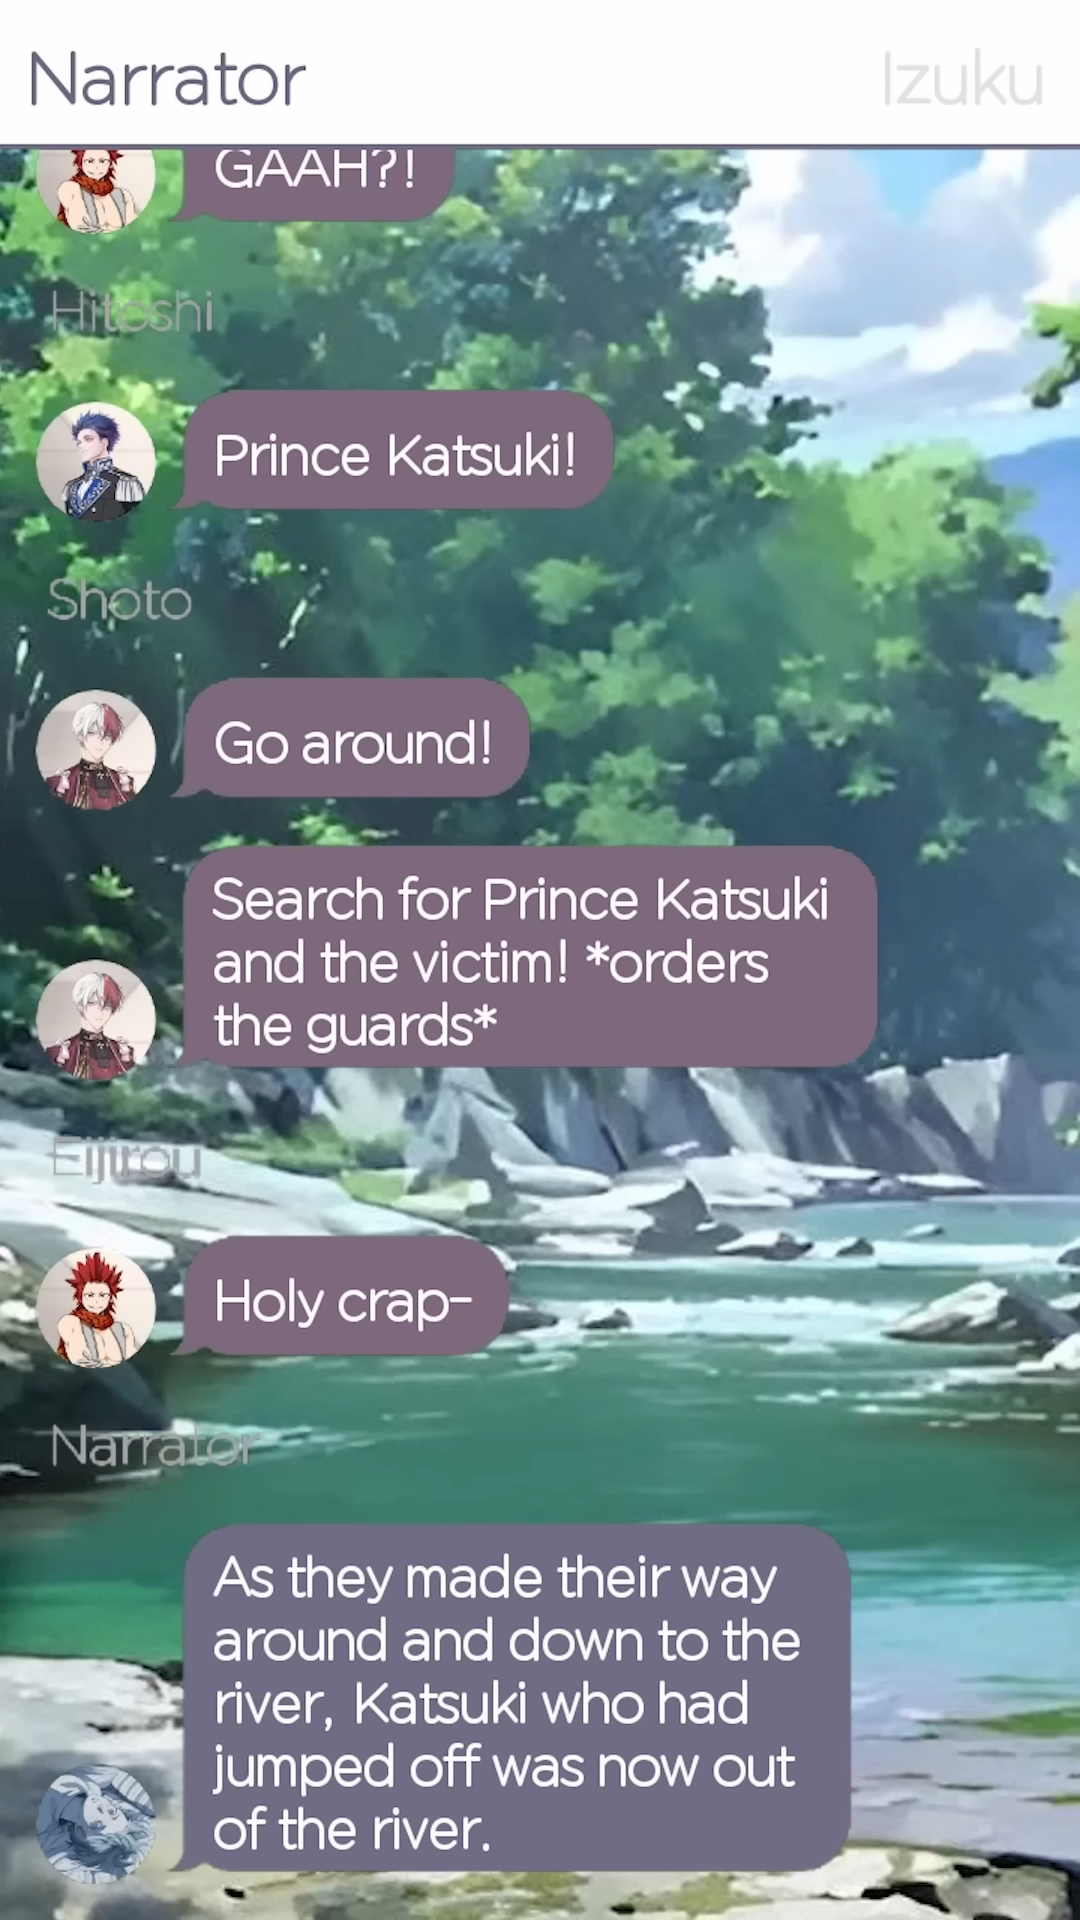 Narrator
Izuku
GAAH?!
Hitoshi
Prince Katsuki!
Shoto
Go around!
Search for Prince Katsuki
and the victim! *orders
the guards*
Eijirou
Holy crap-
Narrator
As they made their way
around and down to the
river, Katsuki who had
jumped off was now out
of the river.